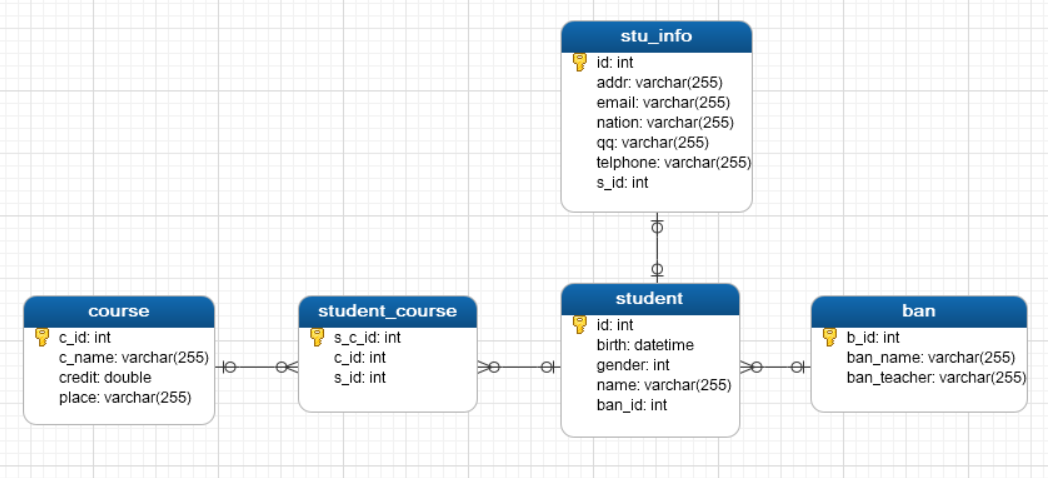 stu_info
id: int
addr: varchar(255)
email: varchar(255)
nation: varchar(255)
qq: varchar(255)
telphone: varchar(255)
s_id: int
course
c_id: int
c_name: varchar(255)
credit: double
place: varchar(255)
student_course
s_c_id: int
c_id: int
s_id: int
student
id: int
birth: datetime
gender: int
name: varchar(255)
ban_id: int
ban
b_id: int
ban_name: varchar(255)
ban_teacher: varchar(255)